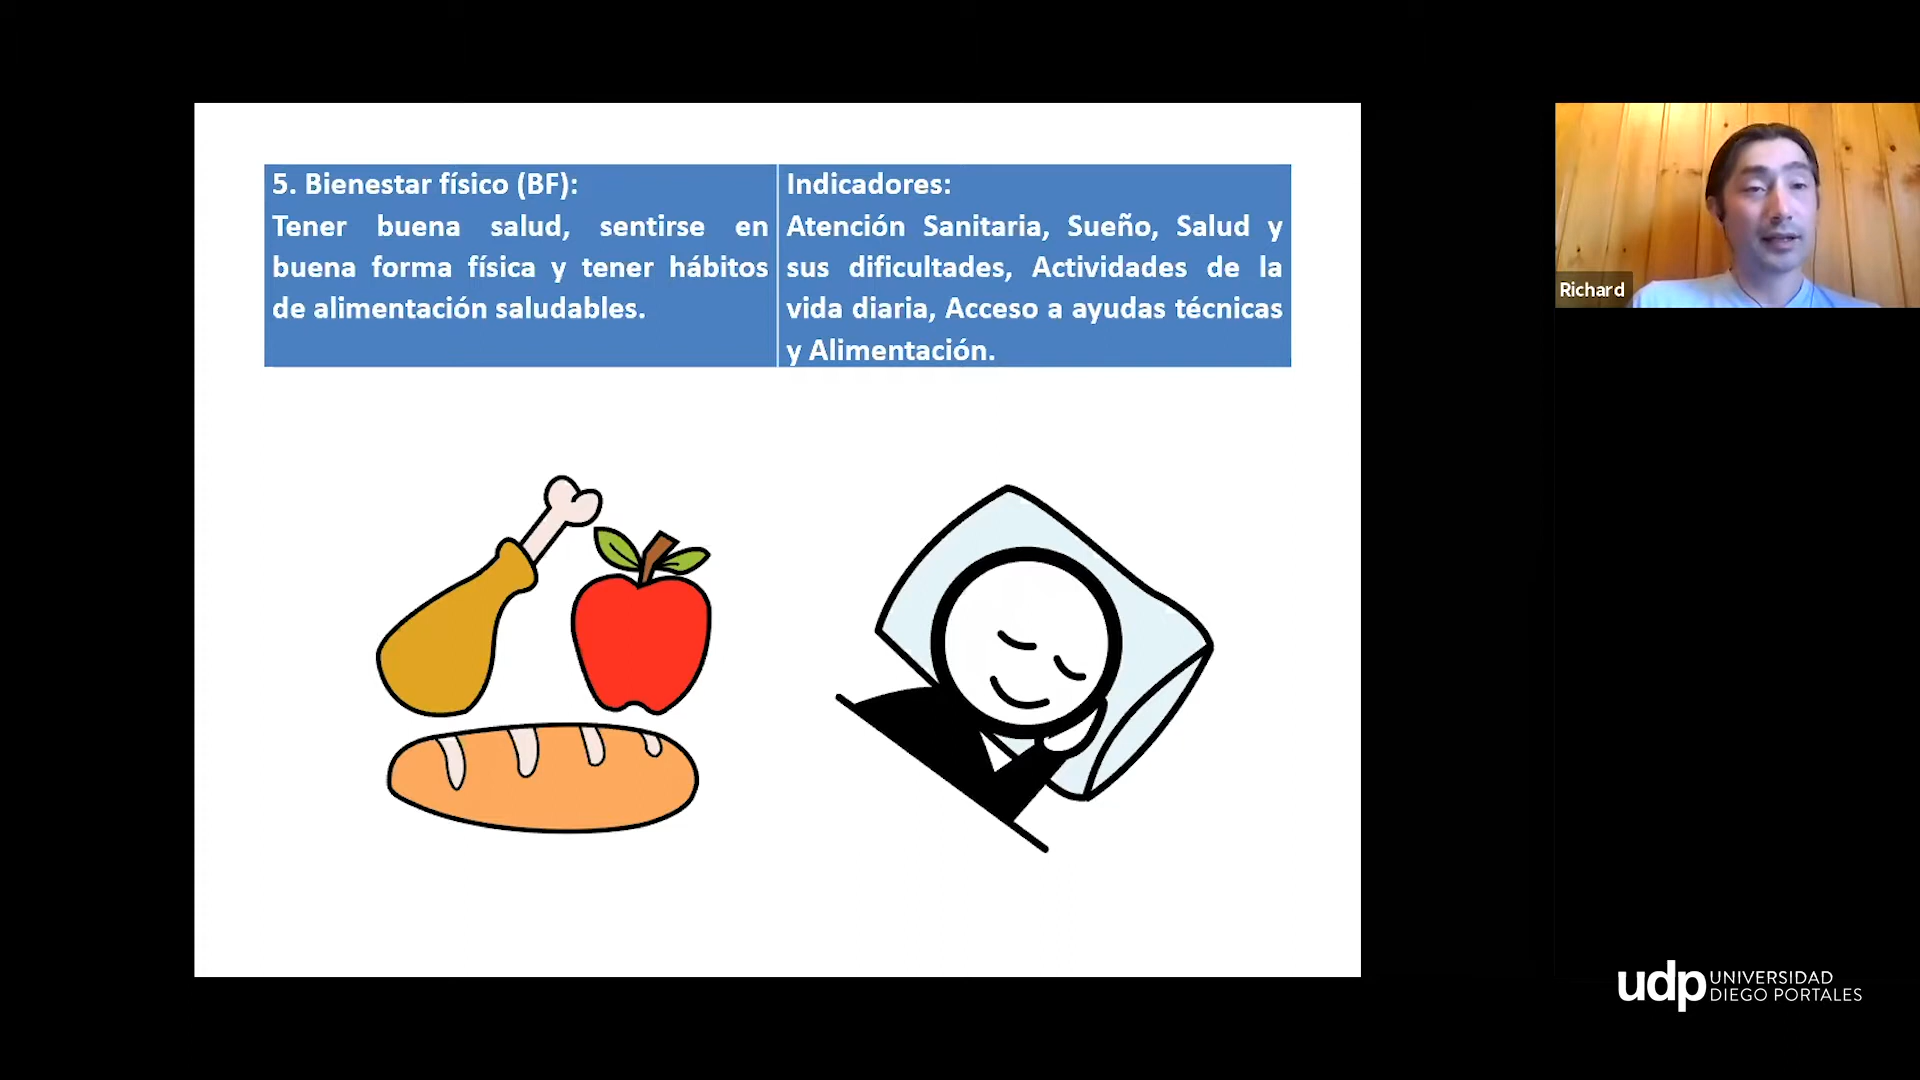 5. Bienestar físico (BF):
Tener buena salud, sentirse en
buena forma física y tener hábitos
de alimentación saludables.
Indicadores:
Atención Sanitaria, Sueño, Salud y
sus dificultades, Actividades de la
vida diaria, Acceso a ayudas técnicas
y Alimentación.
Richard
udp UNIVERSIDAD
DIEGO PORTALES